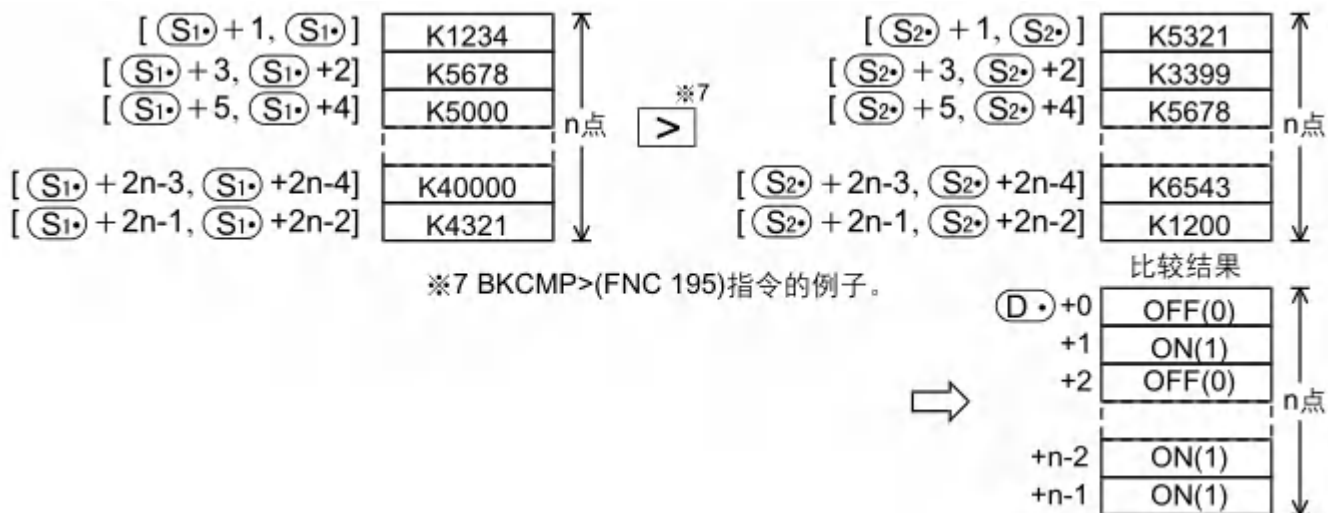 [ (S1•) + 1, (S1•) ] K1234
[ (S1•) + 3, (S1•) +2] K5678
[ (S1•) + 5, (S1•) +4] K5000
[ (S1•) + 2n-3, (S1•) +2n-4] K40000
[ (S1•) + 2n-1, (S1•) +2n-2] K4321
n点
※7
>
[ (S2•) + 1, (S2•) ] K5321
[ (S2•) + 3, (S2•) +2] K3399
[ (S2•) + 5, (S2•) +4] K5678
[ (S2•) + 2n-3, (S2•) +2n-4] K6543
[ (S2•) + 2n-1, (S2•) +2n-2] K1200
n点
※7 BKCMP>(FNC 195)指令的例子。
比较结果
(D •) +0 OFF(0)
+1 ON(1)
+2 OFF(0)
+n-2 ON(1)
+n-1 ON(1)
n点